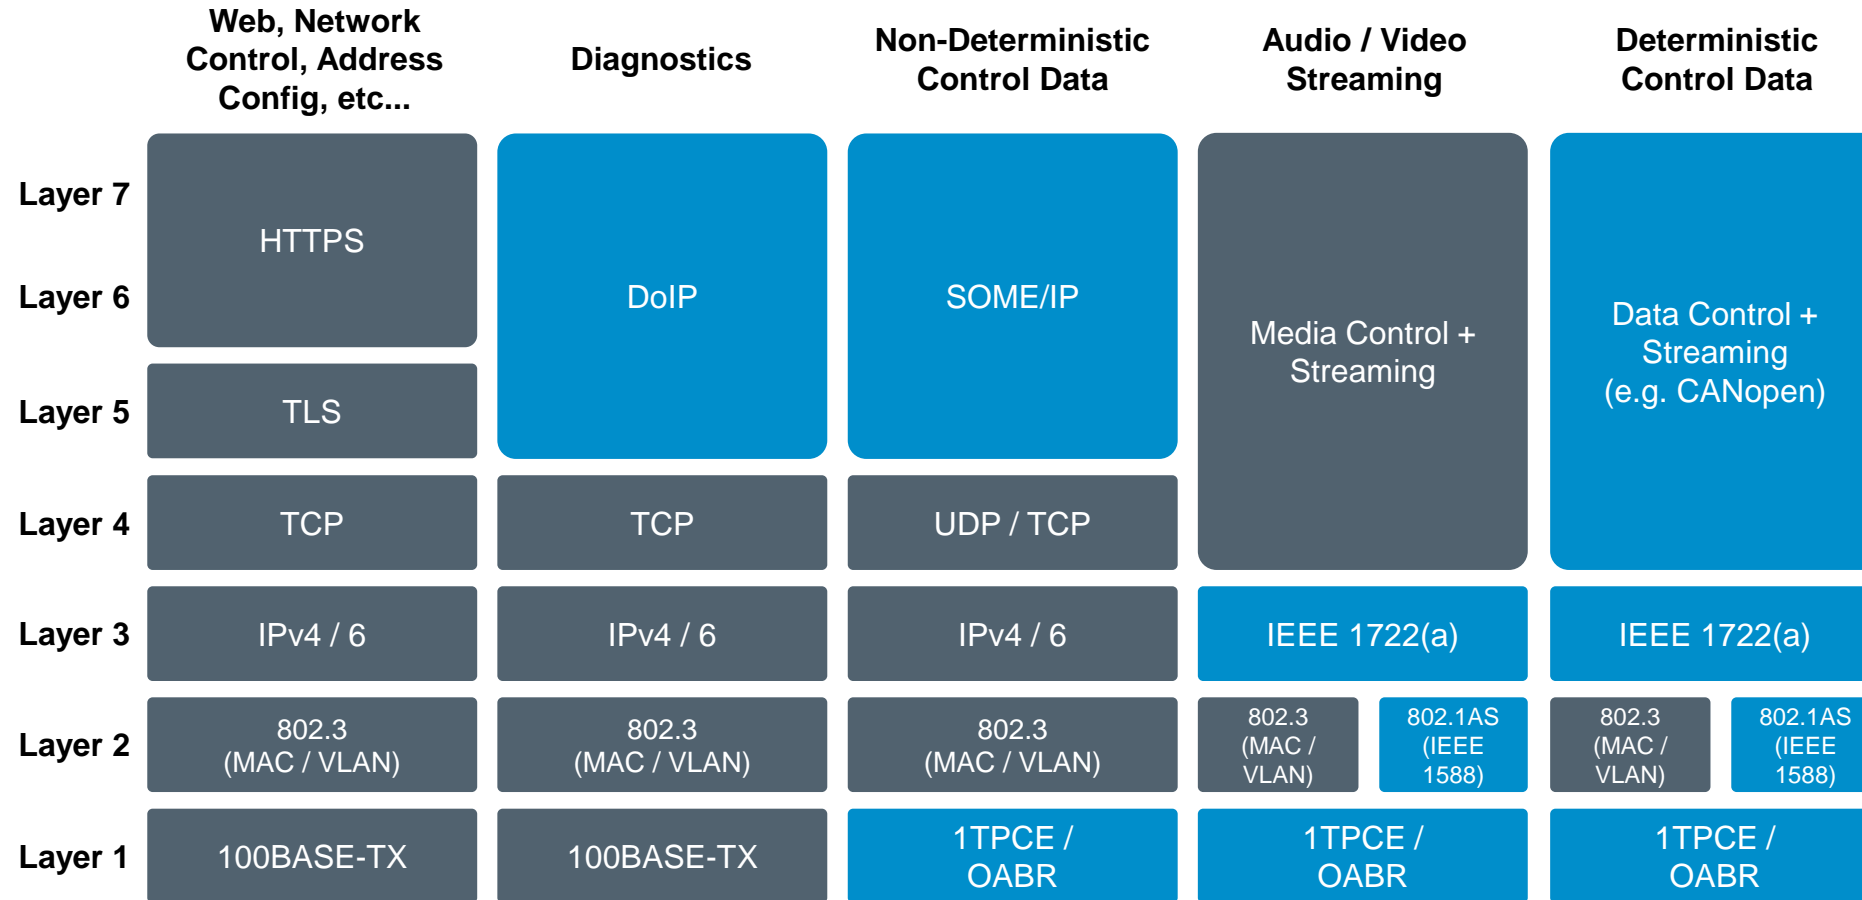 Web, Network
Control, Address
Config, etc...
Diagnostics
Non-Deterministic
Control Data
Audio / Video
Streaming
Deterministic
Control Data
Layer 7
Layer 6
Layer 5
Layer 4
Layer 3
Layer 2
Layer 1
HTTPS
TLS
TCP
IPv4 / 6
802.3
(MAC / VLAN)
100BASE-TX
DoIP
TCP
IPv4 / 6
802.3
(MAC / VLAN)
100BASE-TX
SOME/IP
UDP / TCP
IPv4 / 6
802.3
(MAC / VLAN)
1TPCE /
OABR
Media Control +
Streaming
IEEE 1722(a)
802.3
(MAC /
VLAN)
802.1AS
(IEEE
1588)
1TPCE /
OABR
Data Control +
Streaming
(e.g. CANopen)
IEEE 1722(a)
802.3
(MAC /
VLAN)
802.1AS
(IEEE
1588)
1TPCE /
OABR